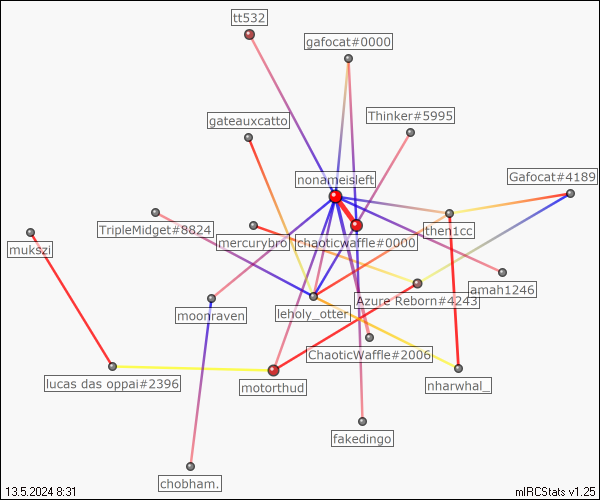 tt532
gafocat#0000
Thinker#5995
gateauxcatto
nonameisleft
Gafocat#4189
TripleMidget#8824
mercurybro
chaoticwaffle#0000
then1cc
mukszi
amah1246
Azure Reborn#4243
leholy_otter
moonraven
ChaoticWaffle#2006
lucas das oppai#2396
motorthud
nharwhal_
fakedingo
chobham.
13.5.2024 8:31
mIRCStats v1.25